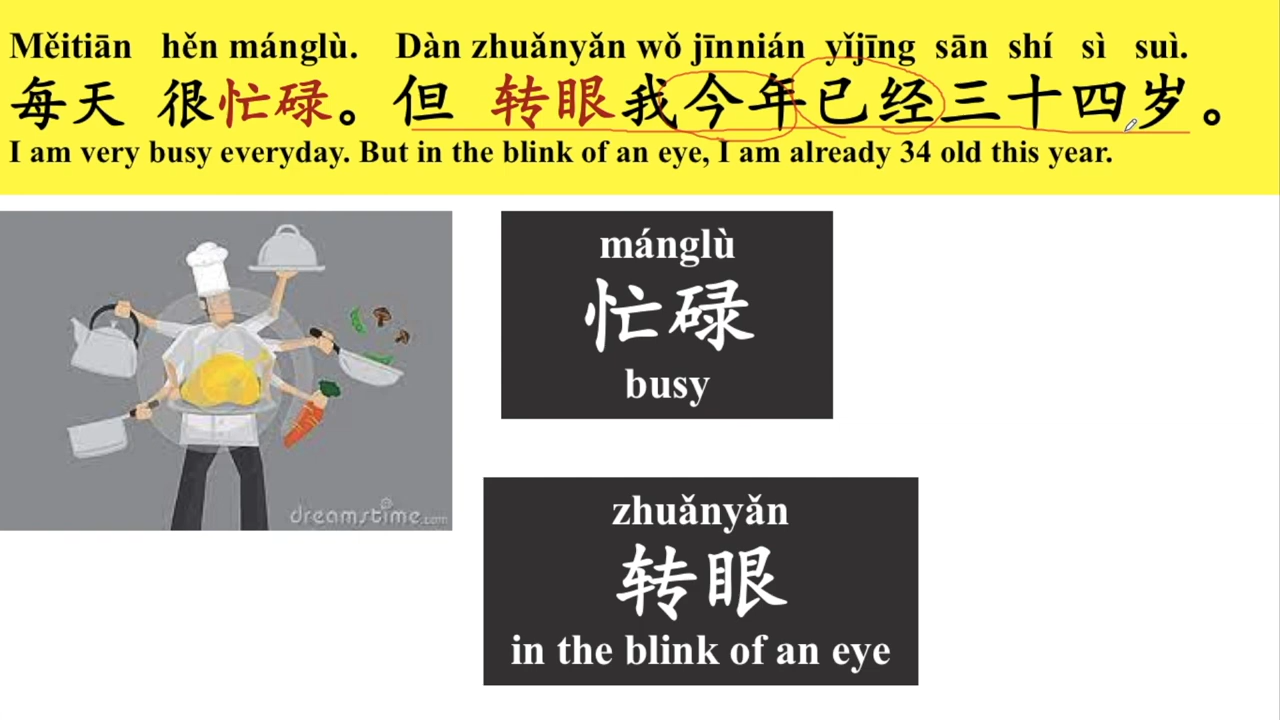 Měitiān hěn mánglù. Dàn zhuǎnyǎn wǒ jīnnián yǐjīng sān shí sì suì.
每天 很忙碌。但 转眼我今年已经三十四岁。
I am very busy everyday. But in the blink of an eye, I am already 34 old this year.
mánglù
忙碌
busy
dreamstime.com
zhuǎnyǎn
转眼
in the blink of an eye